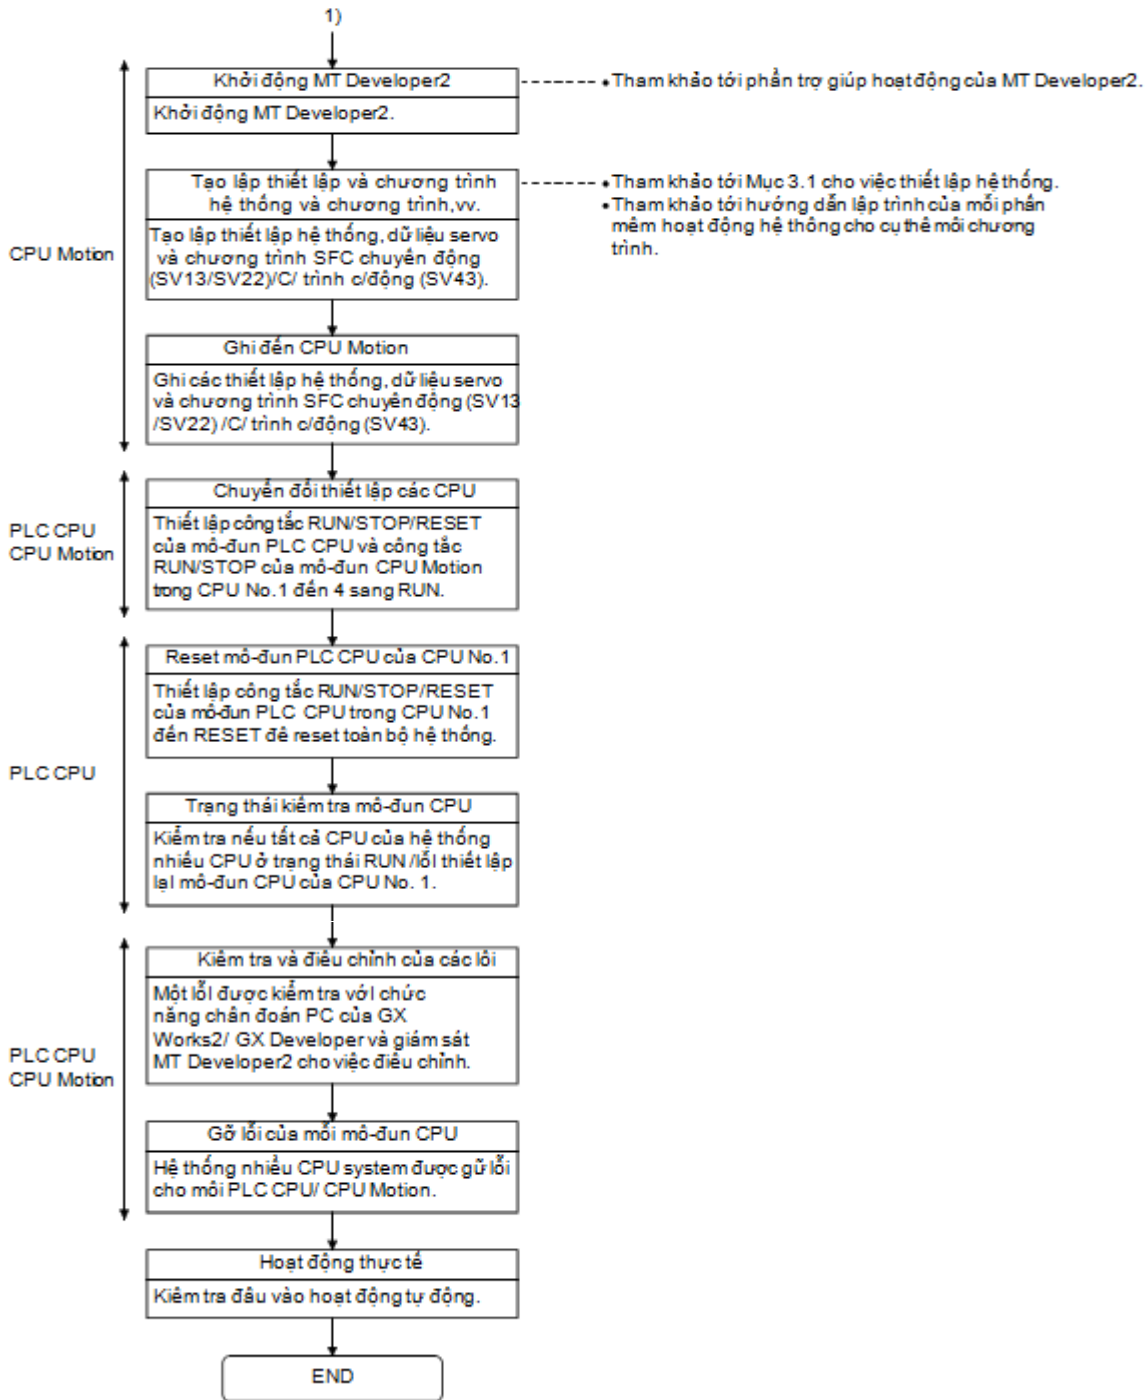 1)
Khởi động MT Developer2
Khởi động MT Developer2.
•Tham khảo tới phần trợ giúp hoạt động của MT Developer2.
Tạo lập thiết lập và chương trình
hệ thống và chương trình,vv.
Tạo lập thiết lập hệ thống, dữ liệu servo
và chương trình SFC chuyển động
(SV13/SV22)/C/ trình c/động (SV43).
•Tham khảo tới Mục 3.1 cho việc thiết lập hệ thống.
•Tham khảo tới hướng dẫn lập trình của mỗi phần
mềm hoạt động hệ thống cho cụ thê môi chương
trình.
CPU Motion
Ghi đến CPU Motion
Ghi các thiết lập hệ thống, dữ liệu servo
và chương trình SFC chuyên động (SV13
/SV22) /C/ trình c/động (SV43).
PLC CPU
CPU Motion
Chuyển đổi thiết lập các CPU
Thiết lập công tắc RUN/STOP/RESET
của mô-đun PLC CPU và công tắc
RUN/STOP của mô-đun CPU Motion
trong CPU No.1 đến 4 sang RUN.
PLC CPU
Reset mô-đun PLC CPU của CPU No.1
Thiết lập công tắc RUN/STOP/RESET
của mô-đun PLC CPU trong CPU No.1
đến RESET đê reset toàn bộ hệ thống.
Trạng thái kiểm tra mô-đun CPU
Kiểm tra nếu tất cả CPU của hệ thống
nhiều CPU ở trạng thái RUN /lỗI thiết lập
lạI mô-đun CPU của CPU No. 1.
PLC CPU
CPU Motion
Kiêm tra và điều chỉnh của các lôi
Một lỗI được kiểm tra vớI chức
năng chân đoán PC của GX
Works2/ GX Developer và giám sát
MT Developer2 cho việc điêu chỉnh.
Gỡ lỗi của mỗi mô-đun CPU
Hệ thống nhiều CPU system được gữ lỗi
cho môi PLC CPU/ CPU Motion.
Hoạt động thực tế
Kiêm tra đâu vào hoạt động tự động.
END